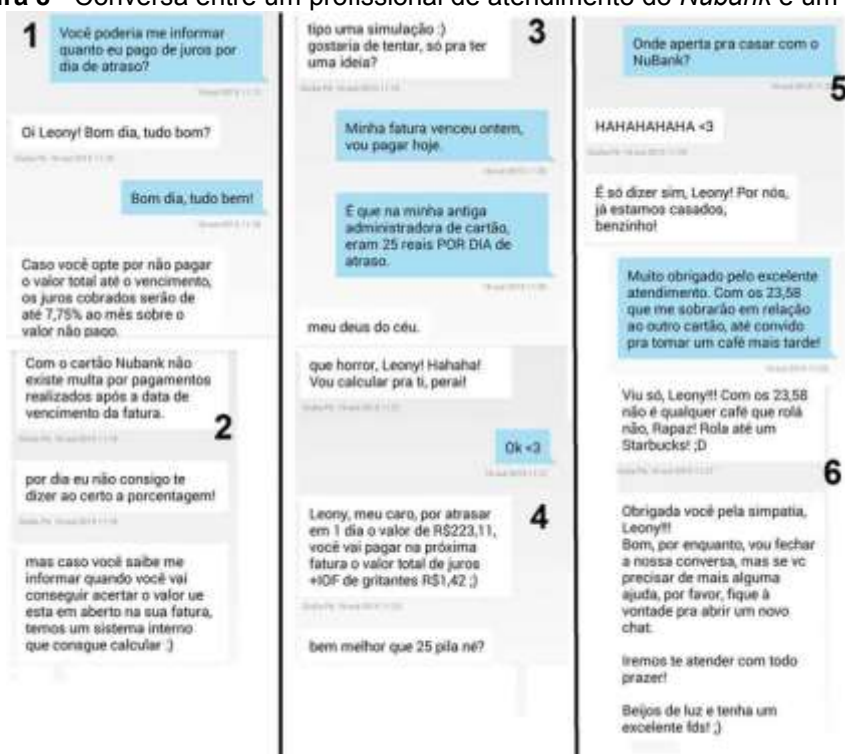 Conversa entre um profissional de atendimento do Nubank e um
1
Você poderia me informar
quanto eu pago de juros por
dia de atraso?
Oi Leony! Bom dia, tudo bom?
Bom dia, tudo bem!
Caso você opte por não pagar
o valor total até o vencimento,
os juros cobrados serão de
até 7,75% ao mês sobre o
valor não pago.
Com o cartão Nubank não
existe multa por pagamentos
realizados após a data de
vencimento da fatura.
2
por dia eu não consigo te
dizer ao certo a porcentagem!
mas caso você saibe me
informar quando você vai
conseguir acertar o valor ue
esta em aberto na sua fatura,
temos um sistema interno
que consgue calcular :)
tipo uma simulação :)
gostaria de tentar, só pra ter
uma ideia?
3
Minha fatura venceu ontem,
vou pagar hoje.
É que na minha antiga
administradora de cartão,
eram 25 reais POR DIA de
atraso.
meu deus do céu.
que horror, Leony! Hahaha!
Vou calcular pra ti, peraí!
Ok <3
Leony, meu caro, por atrasar
em 1 dia o valor de R$223,11,
você vai pagar na próxima
fatura o valor total de juros
+IOF de gritantes R$1,42 ;)
4
bem melhor que 25 pila né?
Onde aperta pra casar com o
NuBank?
5
HAHAHAHAHA <3
É só dizer sim, Leony! Por nós,
já estamos casados,
benzinho!
Muito obrigado pelo excelente
atendimento. Com os 23,58
que me sobrarão em relação
ao outro cartão, até convido
pra tomar um café mais tarde!
Viu só, Leony!!! Com os 23,58
não é qualquer café que rolá
não, Rapaz! Rola até um
Starbucks! ;D
6
Obrigada você pela simpatia,
Leony!!!
Bom, por enquanto, vou fechar
a nossa conversa, mas se vc
precisar de mais alguma
ajuda, por favor, fique à
vontade pra abrir um novo
chat.
Iremos te atender com todo
prazer!
Beijos de luz e tenha um
excelente fds! ;)